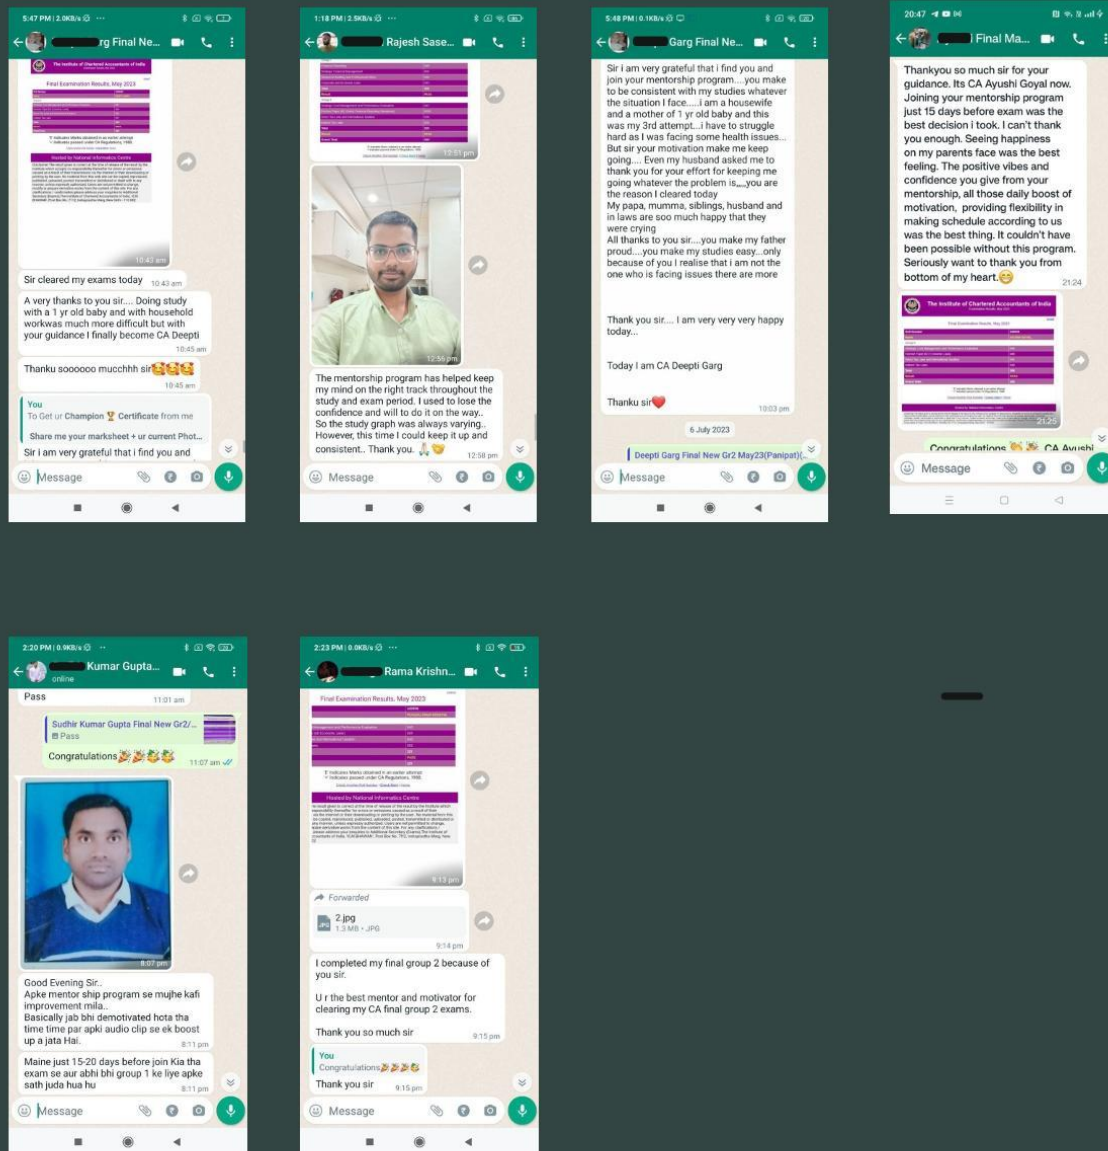 5:47 PM | 2.0KB/s
rg Final Ne...
The Institute of Chartered Accountants of India
Final Examination Results, May 2023
Hosted by National Informatics Centre
10:43 am
Sir cleared my exams today 10:43 am
A very thanks to you sir.... Doing study
with a 1 yr old baby and with household
workwas much more difficult but with
your guidance I finally become CA Deepti
10:45 am
Thanku soooooo mucchhh sir
10:45 am
You
To Get ur Champion Certificate from me
Share me your marksheet + ur current Phot...
Sir i am very grateful that i find you and
Message
1:18 PM | 2.5KB/s
Rajesh Sase...
12:51 pm
12:55 pm
The mentorship program has helped keep
my mind on the right track throughout the
study and exam period. I used to lose the
confidence and will to do it on the way..
So the study graph was always varying..
However, this time I could keep it up and
consistent.. Thank you.
12:58 pm
Message
5:48 PM | 0.1KB/s
Garg Final Ne...
Sir i am very grateful that i find you and
join your mentorship program....you make
to be consistent with my studies whatever
the situation I face.....i am a housewife
and a mother of 1 yr old baby and this
was my 3rd attempt...i have to struggle
hard as I was facing some health issues...
But sir your motivation make me keep
going.... Even my husband asked me to
thank you for your effort for keeping me
going whatever the problem is,,,,you are
the reason I cleared today
My papa, mumma, siblings, husband and
in laws are soo much happy that they
were crying
All thanks to you sir....you make my father
proud....you make my studies easy...only
because of you I realise that i am not the
one who is facing issues there are more
Thank you sir.... I am very very very happy
today...
Today I am CA Deepti Garg
Thanku sir
10:03 pm
6 July 2023
Deepti Garg Final New Gr2 May23(Panipat)(...
Message
20:47
Final Ma...
Thankyou so much sir for your
guidance. Its CA Ayushi Goyal now.
Joining your mentorship program
just 15 days before exam was the
best decision i took. I can't thank
you enough. Seeing happiness
on my parents face was the best
feeling. The positive vibes and
confidence you give from your
mentorship, all those daily boost of
motivation, providing flexibility in
making schedule according to us
was the best thing. It couldn't have
been possible without this program.
Seriously want to thank you from
bottom of my heart.
21:24
The Institute of Chartered Accountants of India
Final Examination Results, May 2023
21:25
Congratulations CA Ayushi
Message
2:20 PM | 0.9KB/s
Kumar Gupta...
online
Pass
11:01 am
Sudhir Kumar Gupta Final New Gr2/...
Pass
Congratulations
11:07 am
8:07 pm
Good Evening Sir..
Apke mentor ship program se mujhe kafi
improvement mila..
Basically jab bhi demotivated hota tha
time time par apki audio clip se ek boost
up a jata Hai.
8:11 pm
Maine just 15-20 days before join Kia tha
exam se aur abhi bhi group 1 ke liye apke
sath juda hua hu
8:11 pm
Message
2:23 PM | 0.0KB/s
Rama Krishn...
Final Examination Results, May 2023
Hosted by National Informatics Centre
9:13 pm
Forwarded
2.jpg
1.3 MB • JPG
9:14 pm
I completed my final group 2 because of
you sir.
U r the best mentor and motivator for
clearing my CA final group 2 exams.
Thank you so much sir
9:15 pm
You
Congratulations
Thank you sir
9:15 pm
Message